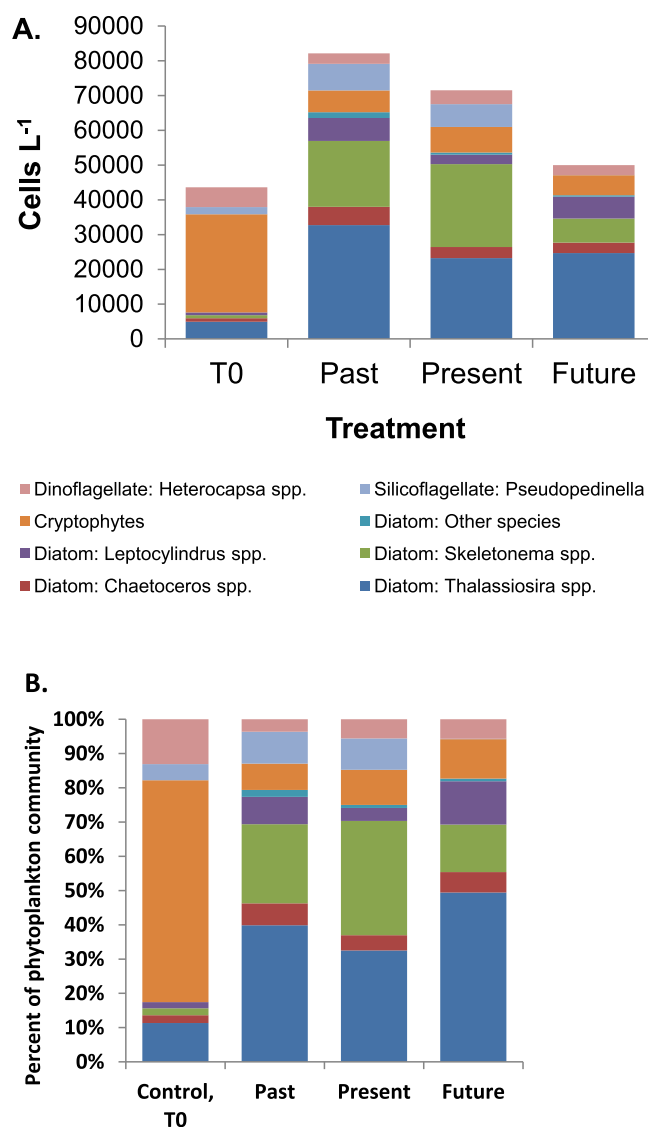 A.
Cells L-1
90000
80000
70000
60000
50000
40000
30000
20000
10000
0
T0 Past Present Future
Treatment
Dinoflagellate: Heterocapsa spp. Silicoflagellate: Pseudopedinella
Cryptophytes Diatom: Other species
Diatom: Leptocylindrus spp. Diatom: Skeletonema spp.
Diatom: Chaetoceros spp. Diatom: Thalassiosira spp.
B.
Percent of phytoplankton community
100%
90%
80%
70%
60%
50%
40%
30%
20%
10%
0%
Control, Past Present Future
T0